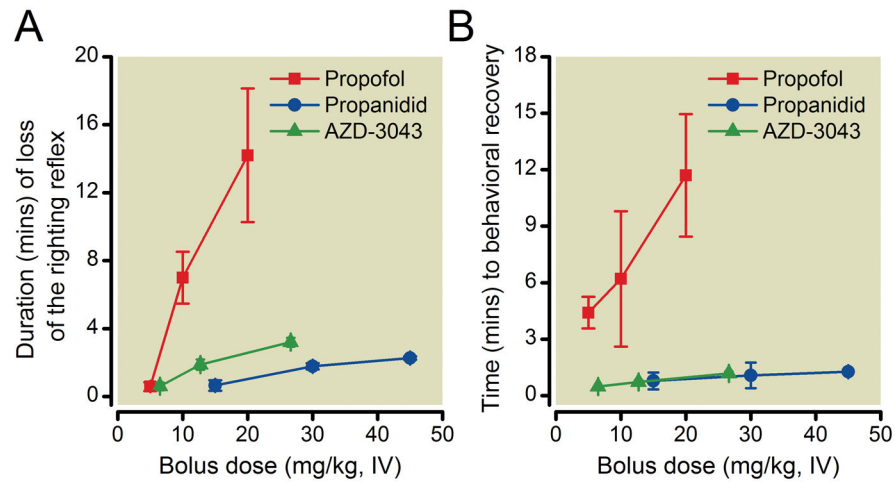 A
20
16
12
8
4
0
Duration (mins) of loss
of the righting reflex
Propofol
Propanidid
AZD-3043
0 10 20 30 40 50
Bolus dose (mg/kg, IV)
B
18
15
12
9
6
3
0
Time (mins) to behavioral recovery
Propofol
Propanidid
AZD-3043
0 10 20 30 40 50
Bolus dose (mg/kg, IV)